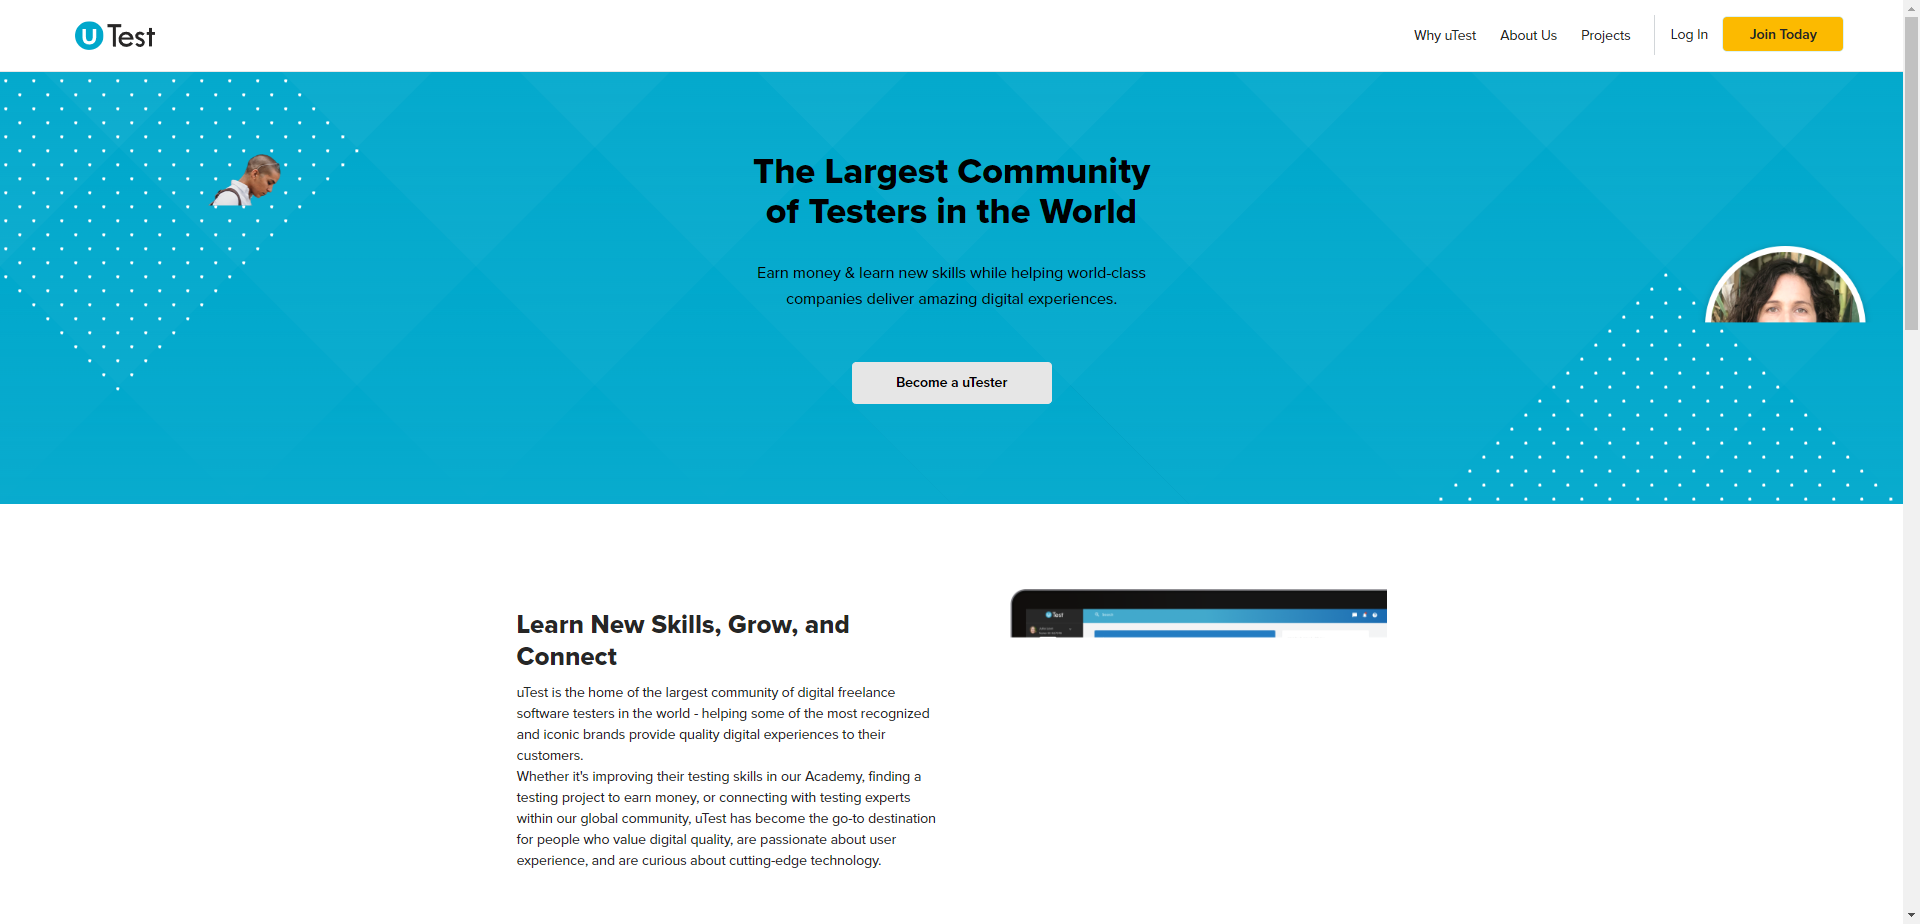 uTest
Why uTest
About Us
Projects
Log In
Join Today
The Largest Community
of Testers in the World
Earn money & learn new skills while helping world-class
companies deliver amazing digital experiences.
Become a uTester
Learn New Skills, Grow, and
Connect
uTest is the home of the largest community of digital freelance
software testers in the world - helping some of the most recognized
and iconic brands provide quality digital experiences to their
customers.
Whether it's improving their testing skills in our Academy, finding a
testing project to earn money, or connecting with testing experts
within our global community, uTest has become the go-to destination
for people who value digital quality, are passionate about user
experience, and are curious about cutting-edge technology.
uTest